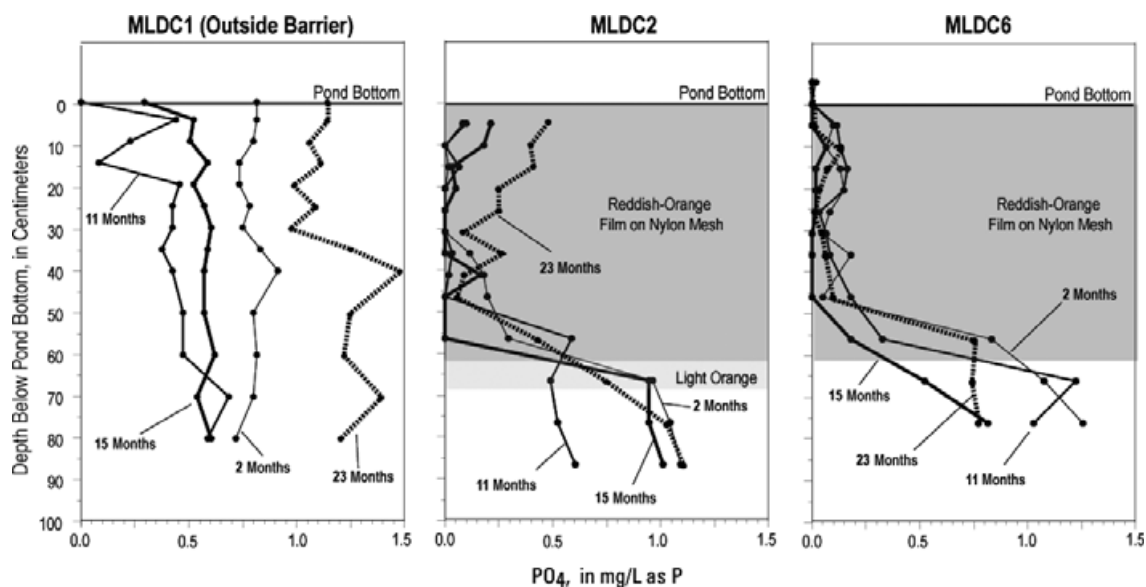 MLDC1 (Outside Barrier)
Pond Bottom
0
10
20
30
40
50
60
70
80
90
100
Depth Below Pond Bottom, in Centimeters
11 Months
15 Months
2 Months
23 Months
0
0.5
1.0
1.5
MLDC2
Pond Bottom
Reddish-Orange
Film on Nylon Mesh
23 Months
Light Orange
2 Months
11 Months
15 Months
0
0.5
1.0
1.5
MLDC6
Pond Bottom
Reddish-Orange
Film on Nylon Mesh
2 Months
15 Months
23 Months
11 Months
0
0.5
1.0
1.5
PO4, in mg/L as P